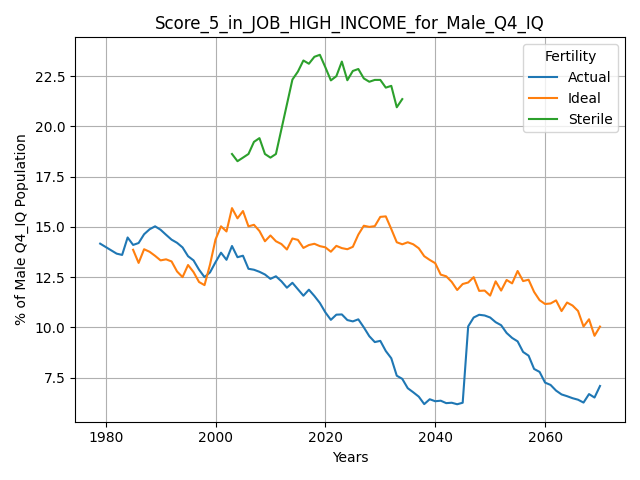 Score_5_in_JOB_HIGH_INCOME_for_Male_Q4_IQ
Fertility
Actual
Ideal
Sterile
% of Male Q4_IQ Population
22.5
20.0
17.5
15.0
12.5
10.0
7.5
1980 2000 2020 2040 2060
Years